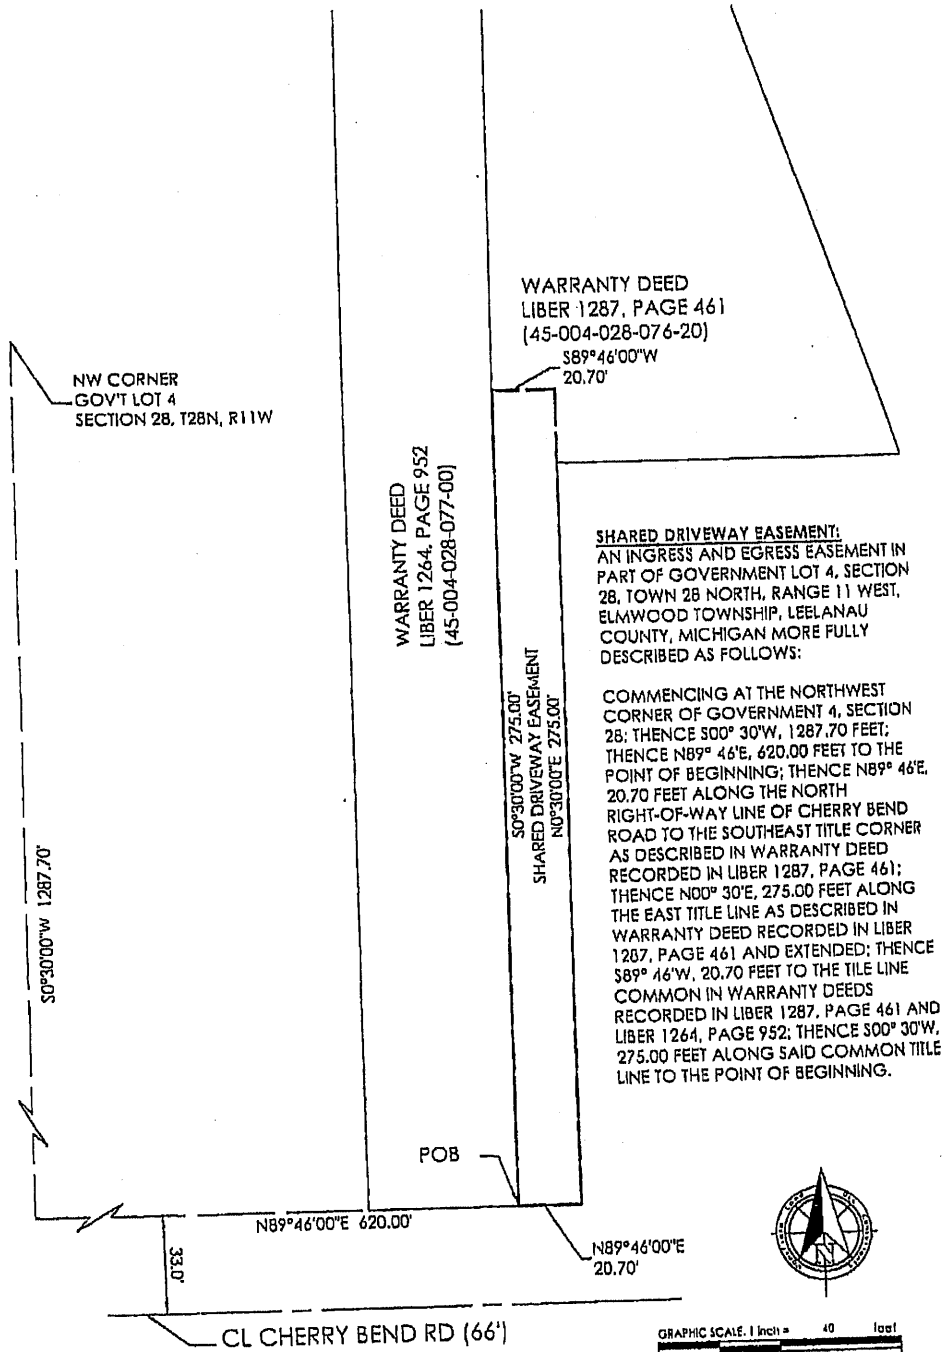 WARRANTY DEED
LIBER 1287, PAGE 461
(45-004-028-076-20)
S89°46'00"W
20.70'
NW CORNER
GOV'T LOT 4
SECTION 28, T28N, R11W
WARRANTY DEED
LIBER 1264, PAGE 952
(45-004-028-077-00)
SHARED DRIVEWAY EASEMENT:
AN INGRESS AND EGRESS EASEMENT IN
PART OF GOVERNMENT LOT 4, SECTION
28, TOWN 28 NORTH, RANGE 11 WEST,
ELMWOOD TOWNSHIP, LEELANAU
COUNTY, MICHIGAN MORE FULLY
DESCRIBED AS FOLLOWS:
COMMENCING AT THE NORTHWEST
CORNER OF GOVERNMENT 4, SECTION
28; THENCE S00° 30'W, 1287.70 FEET;
THENCE N89° 46'E, 620.00 FEET TO THE
POINT OF BEGINNING; THENCE N89° 46'E,
20.70 FEET ALONG THE NORTH
RIGHT-OF-WAY LINE OF CHERRY BEND
ROAD TO THE SOUTHEAST TITLE CORNER
AS DESCRIBED IN WARRANTY DEED
RECORDED IN LIBER 1287, PAGE 461;
THENCE N00° 30'E, 275.00 FEET ALONG
THE EAST TITLE LINE AS DESCRIBED IN
WARRANTY DEED RECORDED IN LIBER
1287, PAGE 461 AND EXTENDED; THENCE
S89° 46'W, 20.70 FEET TO THE TILE LINE
COMMON IN WARRANTY DEEDS
RECORDED IN LIBER 1287, PAGE 461 AND
LIBER 1264, PAGE 952; THENCE S00° 30'W,
275.00 FEET ALONG SAID COMMON TITLE
LINE TO THE POINT OF BEGINNING.
S0°30'00"W 275.00'
SHARED DRIVEWAY EASEMENT
N0°30'00"E 275.00'
S0°30'00"W 1287.70'
POB
N89°46'00"E 620.00'
N89°46'00"E
20.70'
33.0'
CL CHERRY BEND RD (66')
N
GRAPHIC SCALE. 1 inch = 40 feet